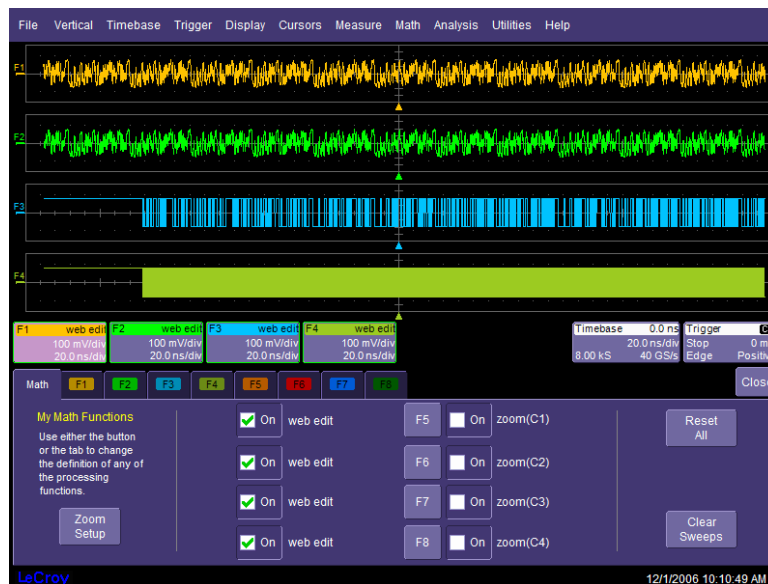 File Vertical Timebase Trigger Display Cursors Measure Math Analysis Utilities Help
F1
F2
F3
F4
F1 web edit F2 web edit F3 web edit F4 web edit Timebase 0.0 ns Trigger C
100 mV/div 100 mV/div 100 mV/div 100 mV/div 20.0 ns/div Stop 0 m
20.0 ns/div 20.0 ns/div 20.0 ns/div 20.0 ns/div 8.00 kS 40 GS/s Edge Positiv
Math F1 F2 F3 F4 F5 F6 F7 F8 Close
My Math Functions
Use either the button
or the tab to change
the definition of any of
the processing
functions.
Zoom
Setup
On web edit F5 On zoom(C1)
On web edit F6 On zoom(C2)
On web edit F7 On zoom(C3)
On web edit F8 On zoom(C4)
Reset
All
Clear
Sweeps
LeCroy 12/1/2006 10:10:49 AM